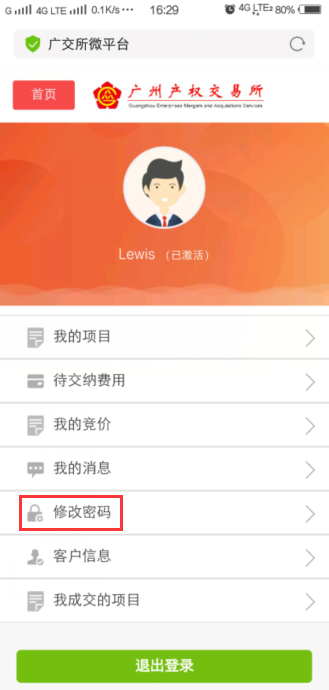 G 4G LTE 0.1K/s··· 16:29 4G LTE2 80%
广交所微平台
首页 广州产权交易所
Guangzhou Enterprises Mergers and Acquisitions Services
Lewis （已激活）
我的项目
待交纳费用
我的竞价
我的消息
修改密码
客户信息
我成交的项目
退出登录